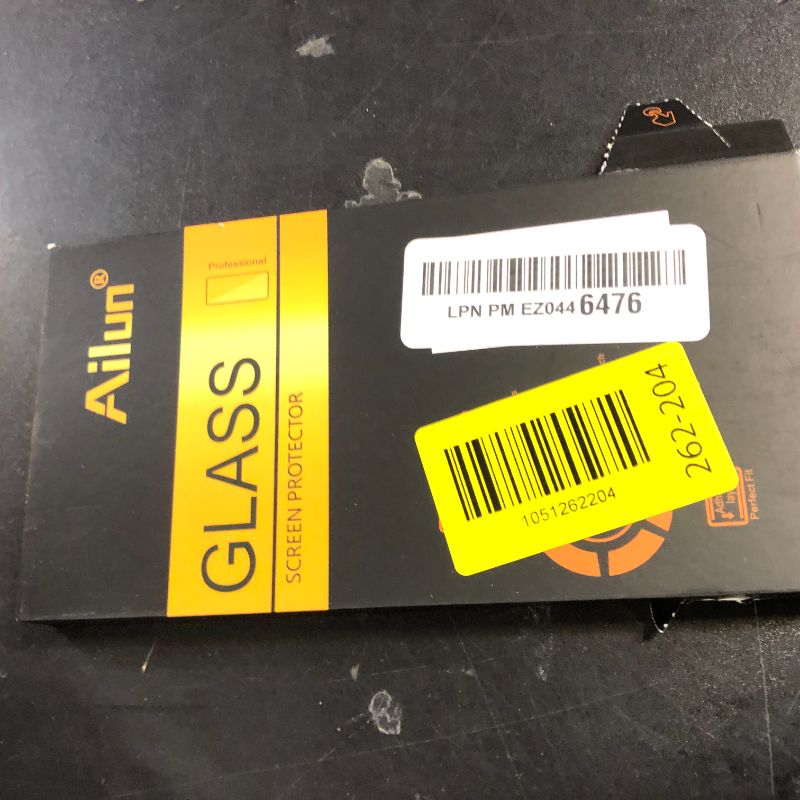 Ailun®
Professional
GLASS
SCREEN PROTECTOR
LPN PM EZ044 6476
1051262204
262-204
Perfect Fit